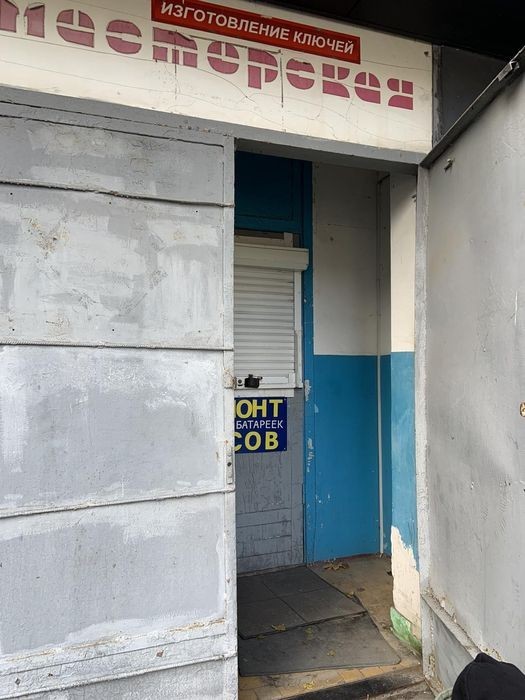 ИЗГОТОВЛЕНИЕ КЛЮЧЕЙ
мастерская
ОНТ
БАТАРЕЕК
СОВ